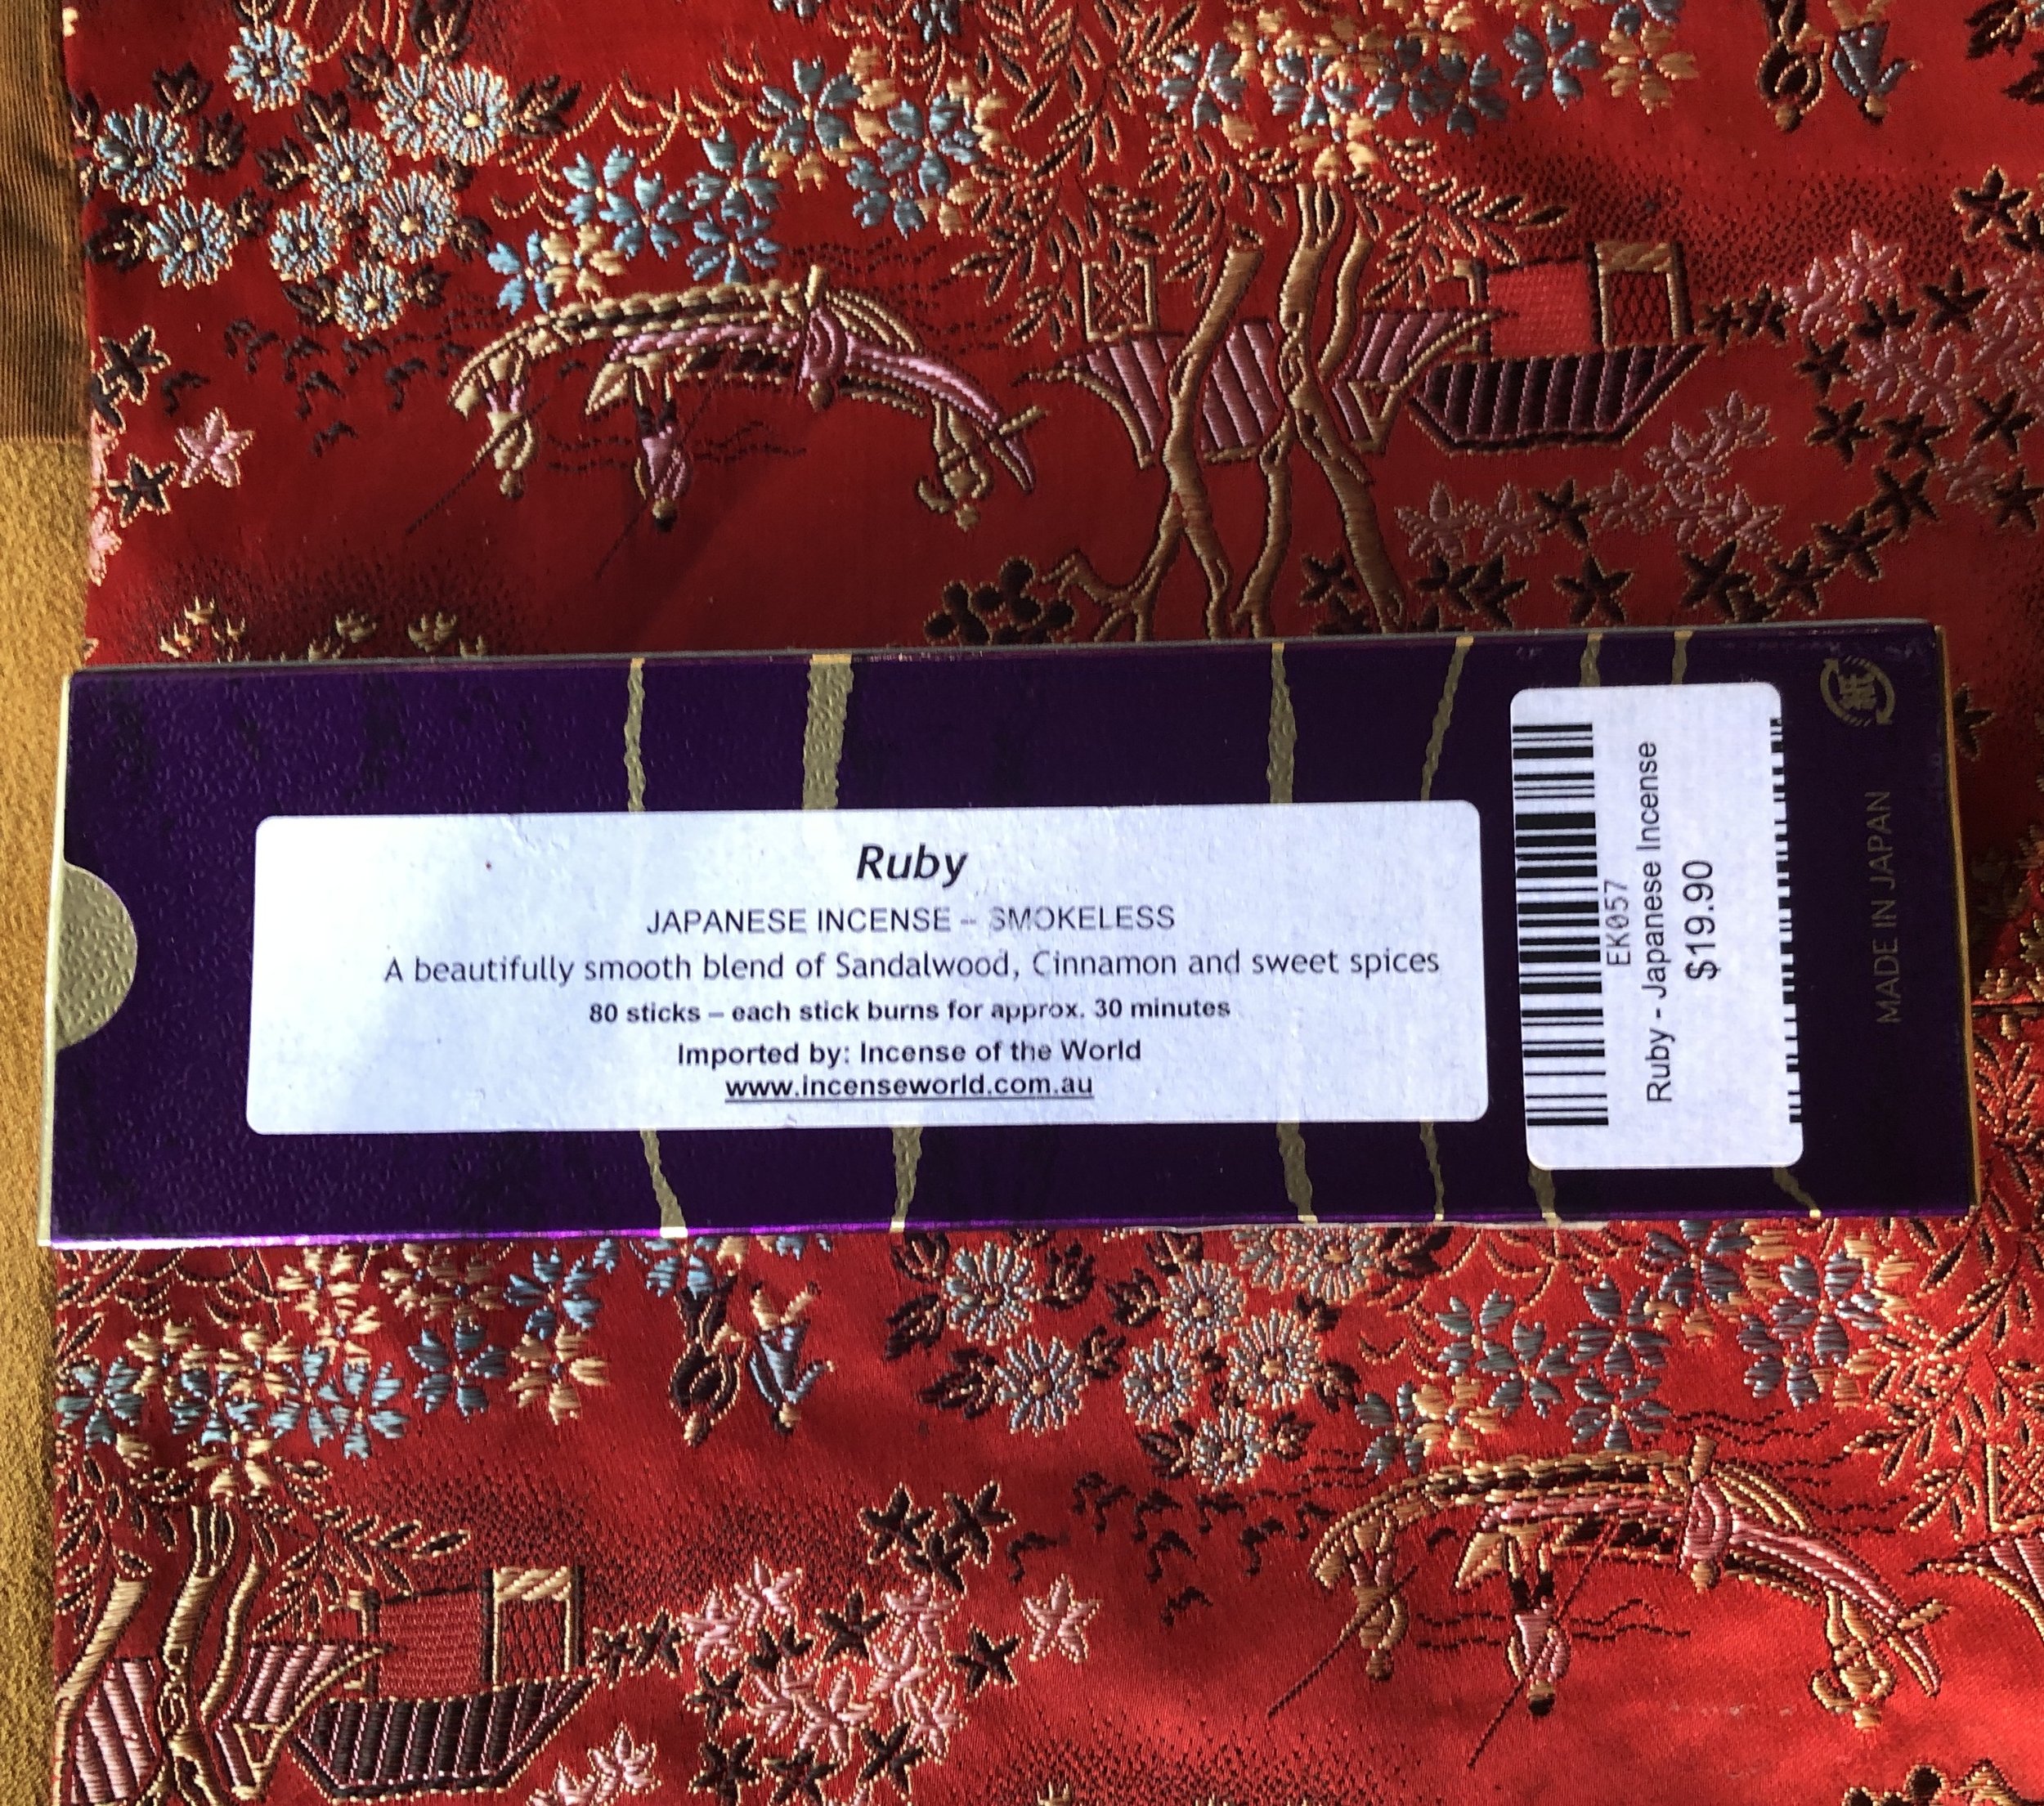 Ruby
JAPANESE INCENSE – SMOKELESS
A beautifully smooth blend of Sandalwood, Cinnamon and sweet spices
80 sticks – each stick burns for approx. 30 minutes
Imported by: Incense of the World
www.incenseworld.com.au
EK057
Ruby - Japanese Incense
$19.90
MADE IN JAPAN
紙